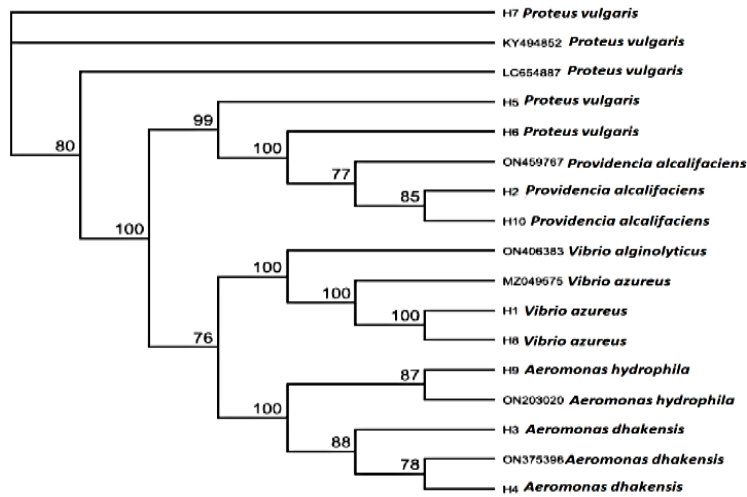 H7 Proteus vulgaris
KY494852 Proteus vulgaris
LC654887 Proteus vulgaris
H5 Proteus vulgaris
99
H6 Proteus vulgaris
100
80
ON459767 Providencia alcalifaciens
77
H2 Providencia alcalifaciens
85
H10 Providencia alcalifaciens
100
ON406383 Vibrio alginolyticus
100
MZ049675 Vibrio azureus
100
H1 Vibrio azureus
100
H8 Vibrio azureus
76
H9 Aeromonas hydrophila
87
ON203020 Aeromonas hydrophila
100
H3 Aeromonas dhakensis
88
ON375398 Aeromonas dhakensis
78
H4 Aeromonas dhakensis